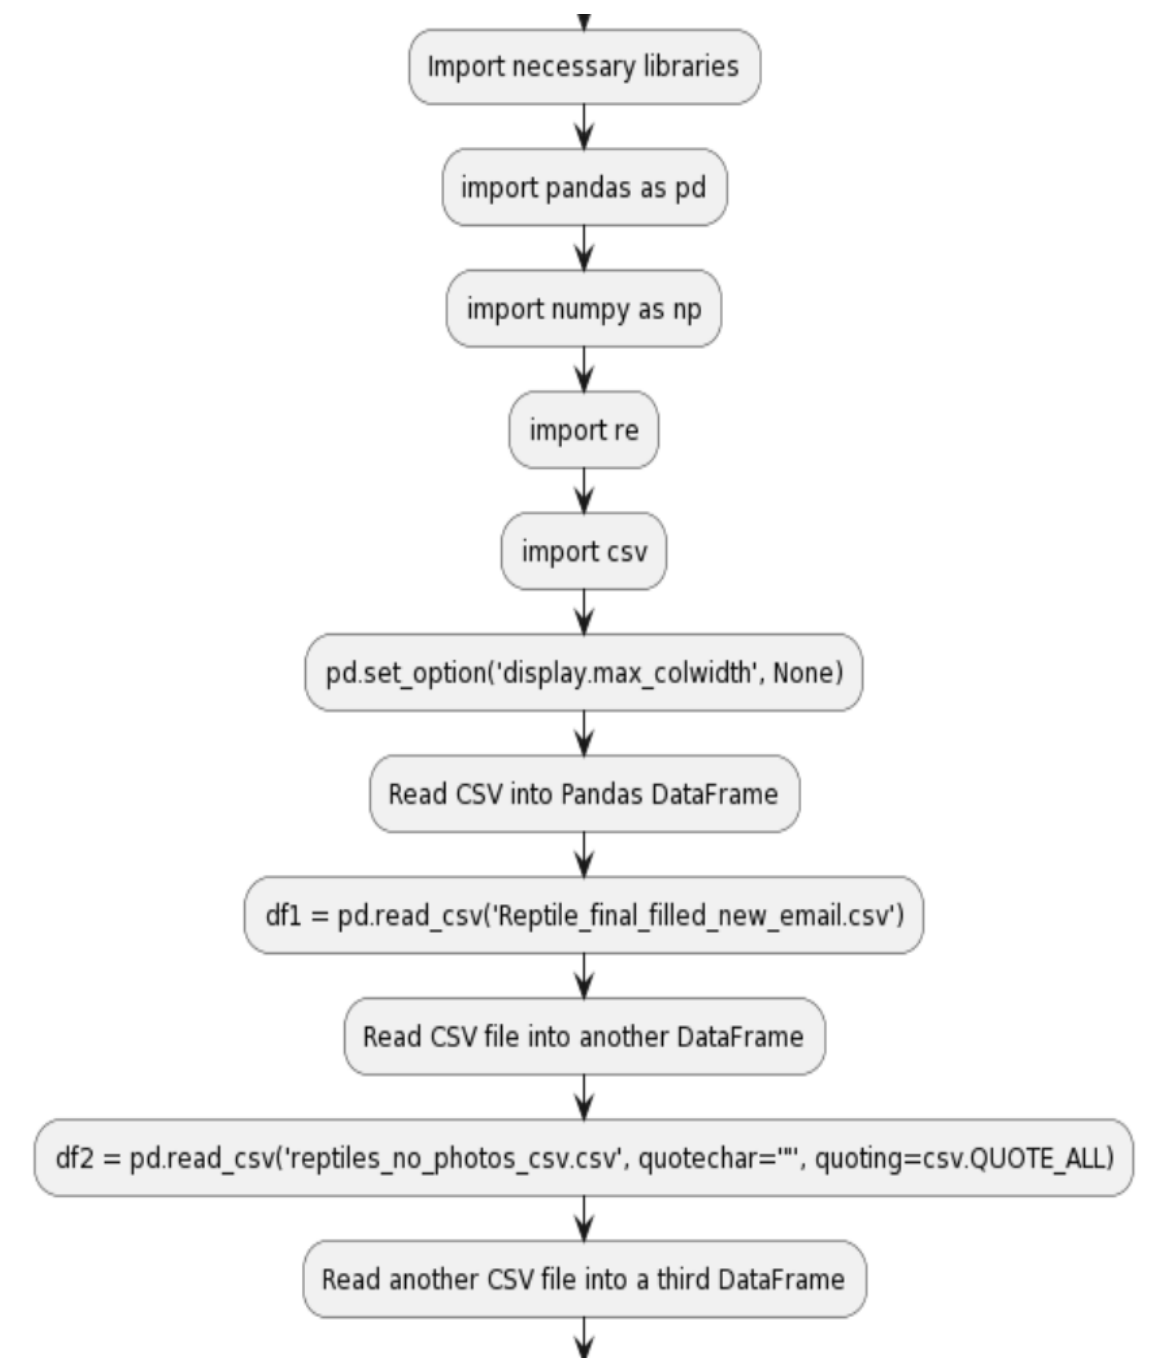 Import necessary libraries
import pandas as pd
import numpy as np
import re
import csv
pd.set_option('display.max_colwidth', None)
Read CSV into Pandas DataFrame
df1 = pd.read_csv('Reptile_final_filled_new_email.csv')
Read CSV file into another DataFrame
df2 = pd.read_csv('reptiles_no_photos_csv.csv', quotechar='"', quoting=csv.QUOTE_ALL)
Read another CSV file into a third DataFrame